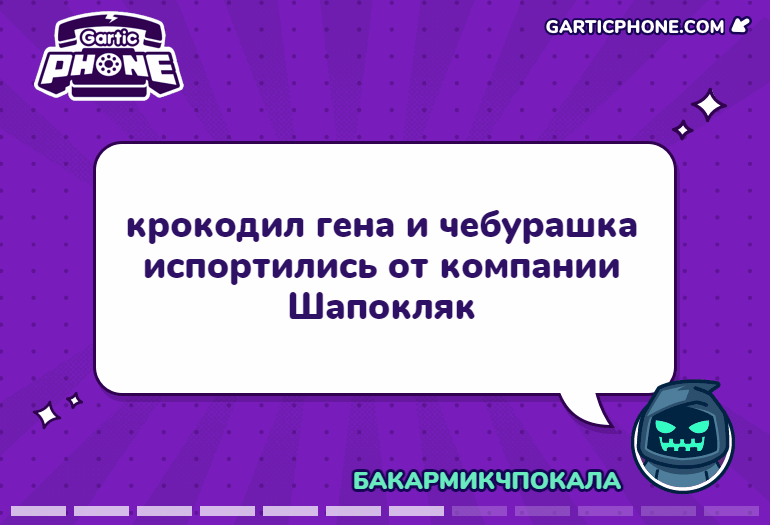 Gartic
PHONE
GARTICPHONE.COM
крокодил гена и чебурашка
испортились от компании
Шапокляк
БАКАРМИКЧПОКАЛА